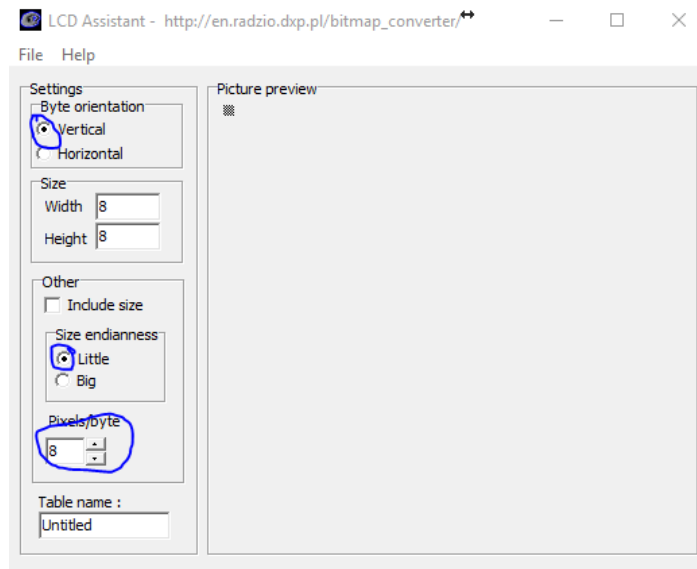 LCD Assistant - http://en.radzio.dxp.pl/bitmap_converter/
File Help
Settings
Byte orientation
Vertical
Horizontal
Size
Width 8
Height 8
Other
Include size
Size endianness
Little
Big
Pixels/byte
8
Table name :
Untitled
Picture preview